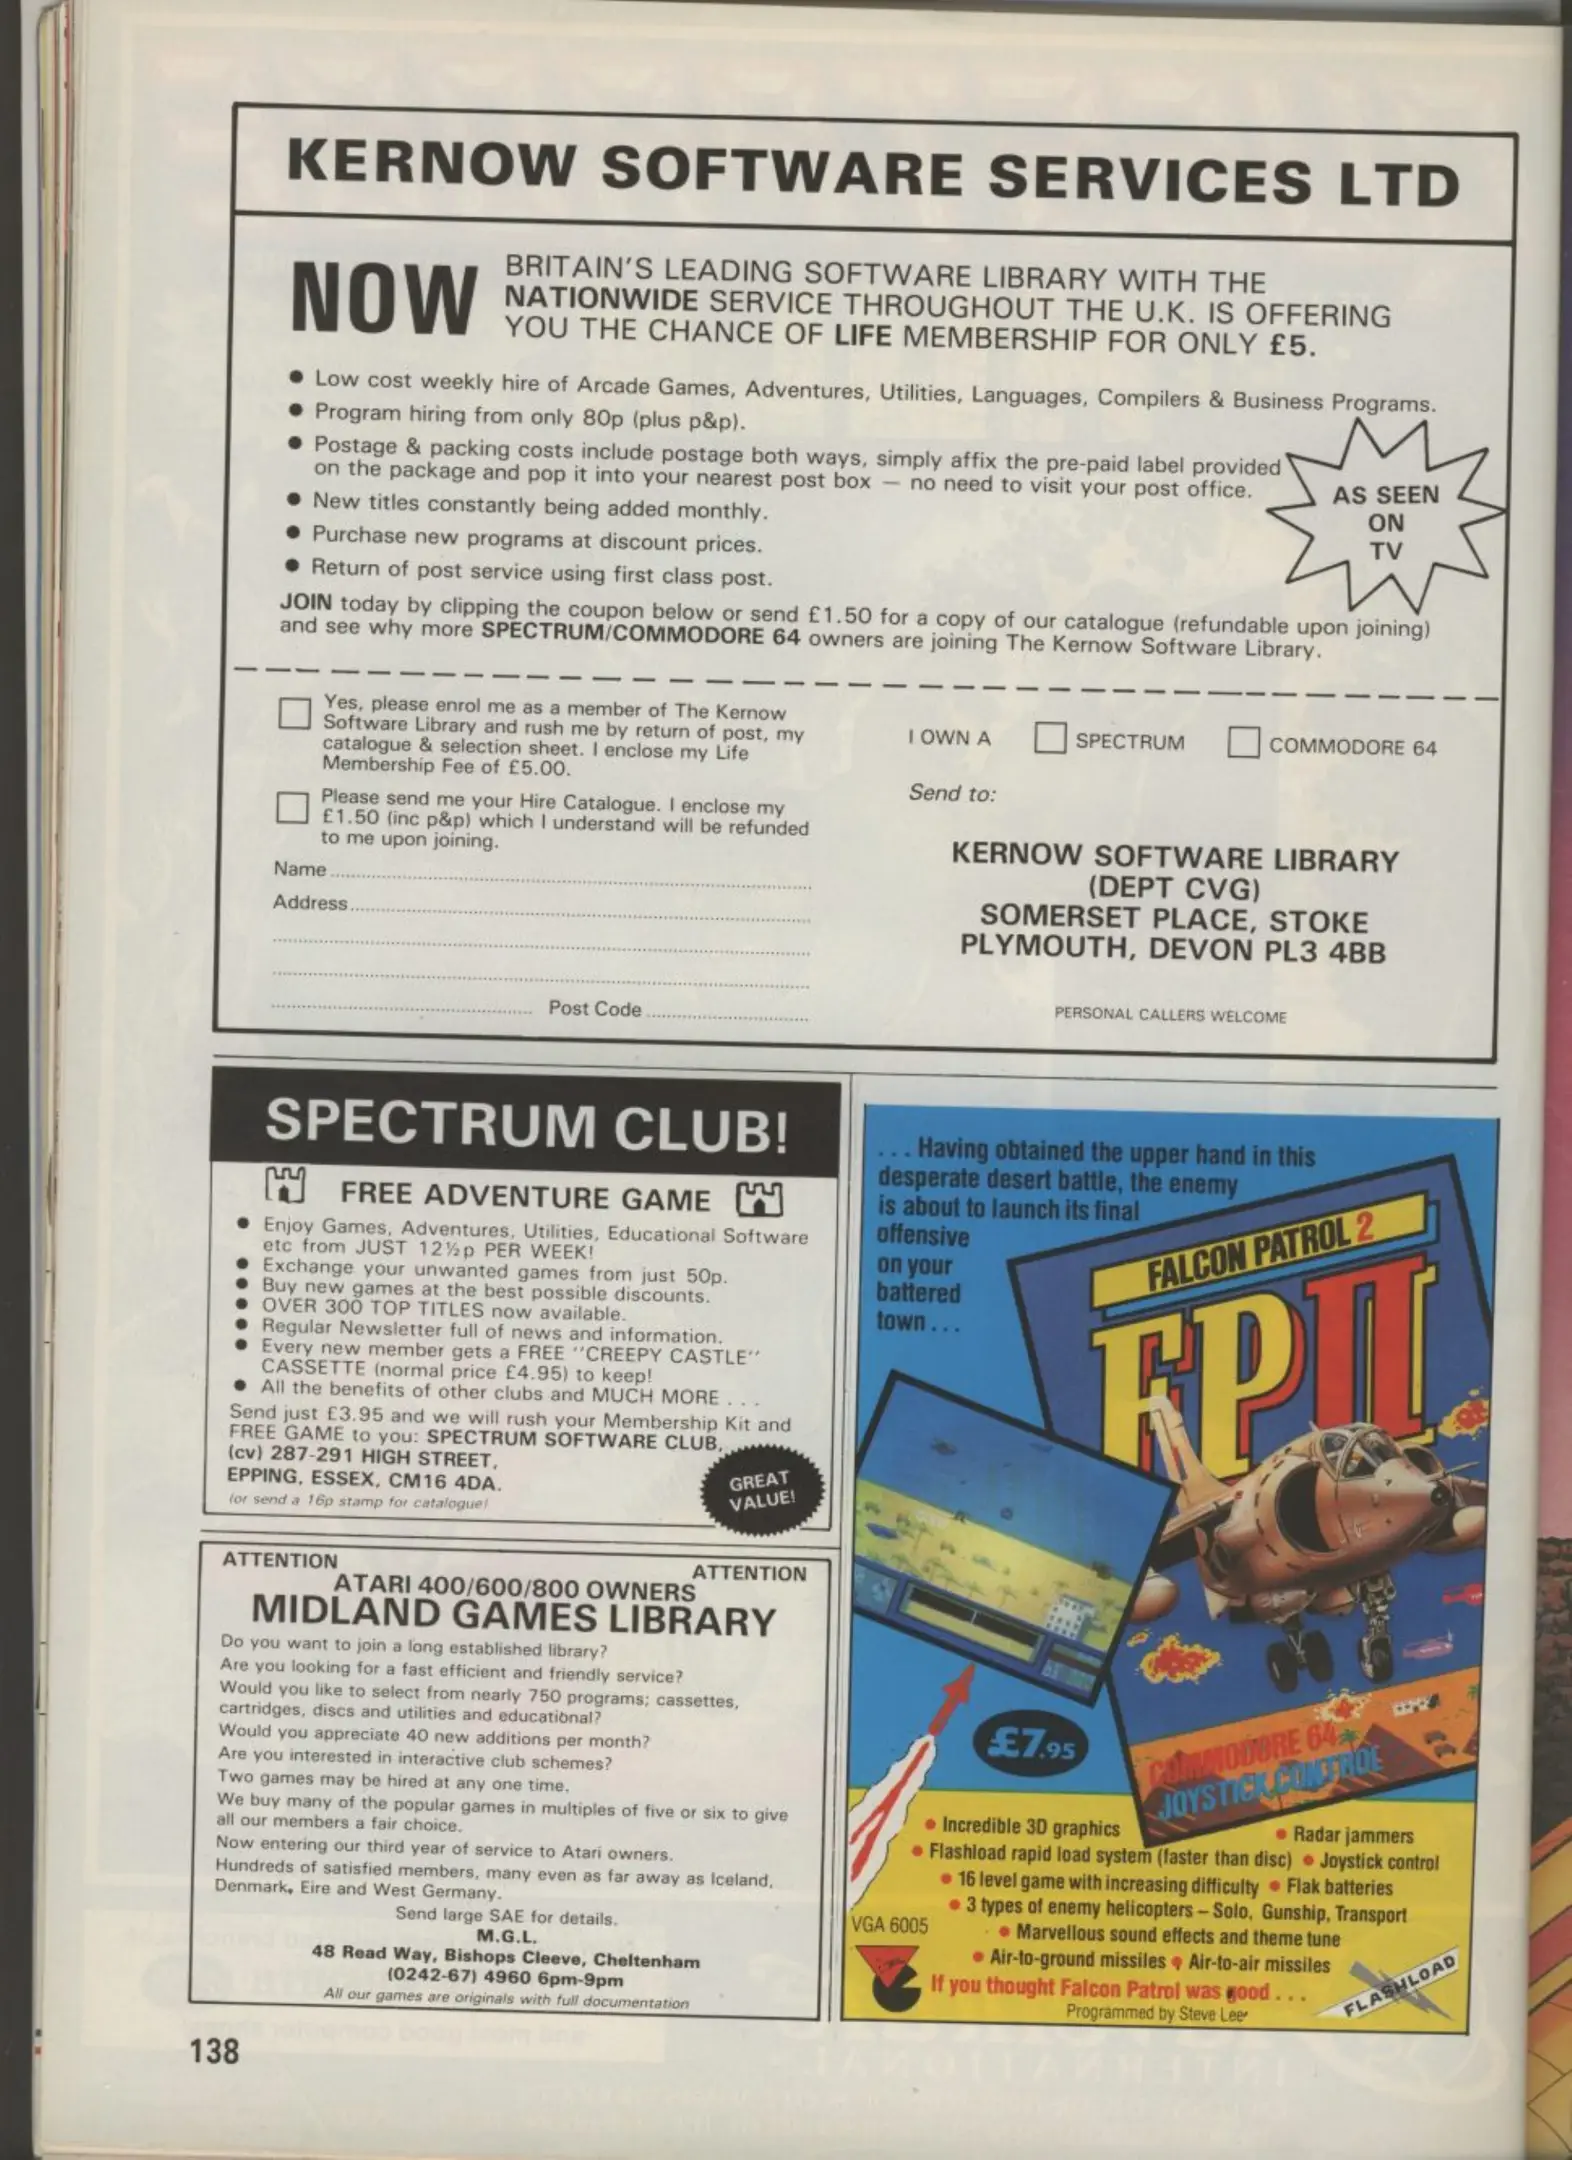 KERNOW SOFTWARE SERVICES LTD
NOW
BRITAIN'S LEADING SOFTWARE LIBRARY WITH THE
NATIONWIDE SERVICE THROUGHOUT THE U.K. IS OFFERING
YOU THE CHANCE OF LIFE MEMBERSHIP FOR ONLY £5.
● Low cost weekly hire of Arcade Games, Adventures, Utilities, Languages, Compilers & Business Programs.
● Program hiring from only 80p (plus p&p).
● Postage & packing costs include postage both ways, simply affix the pre-paid label provided
on the package and pop it into your nearest post box — no need to visit your post office.
● New titles constantly being added monthly.
● Purchase new programs at discount prices.
● Return of post service using first class post.
AS SEEN
ON
TV
JOIN today by clipping the coupon below or send £1.50 for a copy of our catalogue (refundable upon joining)
and see why more SPECTRUM/COMMODORE 64 owners are joining The Kernow Software Library.
Yes, please enrol me as a member of The Kernow
Software Library and rush me by return of post, my
catalogue & selection sheet. I enclose my Life
Membership Fee of £5.00.
Please send me your Hire Catalogue. I enclose my
£1.50 (inc p&p) which I understand will be refunded
to me upon joining.
Name
Address
Post Code
I OWN A SPECTRUM COMMODORE 64
Send to:
KERNOW SOFTWARE LIBRARY
(DEPT CVG)
SOMERSET PLACE, STOKE
PLYMOUTH, DEVON PL3 4BB
PERSONAL CALLERS WELCOME
SPECTRUM CLUB!
FREE ADVENTURE GAME
● Enjoy Games, Adventures, Utilities, Educational Software
etc from JUST 12½p PER WEEK!
● Exchange your unwanted games from just 50p.
● Buy new games at the best possible discounts.
● OVER 300 TOP TITLES now available.
● Regular Newsletter full of news and information.
● Every new member gets a FREE "CREEPY CASTLE"
CASSETTE (normal price £4.95) to keep!
● All the benefits of other clubs and MUCH MORE . . .
Send just £3.95 and we will rush your Membership Kit and
FREE GAME to you: SPECTRUM SOFTWARE CLUB,
(cv) 287-291 HIGH STREET,
EPPING, ESSEX, CM16 4DA.
(or send a 16p stamp for catalogue)
GREAT
VALUE!
ATTENTION ATTENTION
ATARI 400/600/800 OWNERS
MIDLAND GAMES LIBRARY
Do you want to join a long established library?
Are you looking for a fast efficient and friendly service?
Would you like to select from nearly 750 programs; cassettes,
cartridges, discs and utilities and educational?
Would you appreciate 40 new additions per month?
Are you interested in interactive club schemes?
Two games may be hired at any one time.
We buy many of the popular games in multiples of five or six to give
all our members a fair choice.
Now entering our third year of service to Atari owners.
Hundreds of satisfied members, many even as far away as Iceland,
Denmark, Eire and West Germany.
Send large SAE for details.
M.G.L.
48 Read Way, Bishops Cleeve, Cheltenham
(0242-67) 4960 6pm-9pm
All our games are originals with full documentation
. . . Having obtained the upper hand in this
desperate desert battle, the enemy
is about to launch its final
offensive
on your
battered
town . . .
FALCON PATROL 2
FPII
£7.95
COMMODORE 64
JOYSTICK CONTROL
● Incredible 3D graphics ● Radar jammers
● Flashload rapid load system (faster than disc) ● Joystick control
● 16 level game with increasing difficulty ● Flak batteries
● 3 types of enemy helicopters – Solo, Gunship, Transport
● Marvellous sound effects and theme tune
● Air-to-ground missiles ● Air-to-air missiles
VGA 6005
If you thought Falcon Patrol was good . . .
Programmed by Steve Lee
FLASHLOAD
138